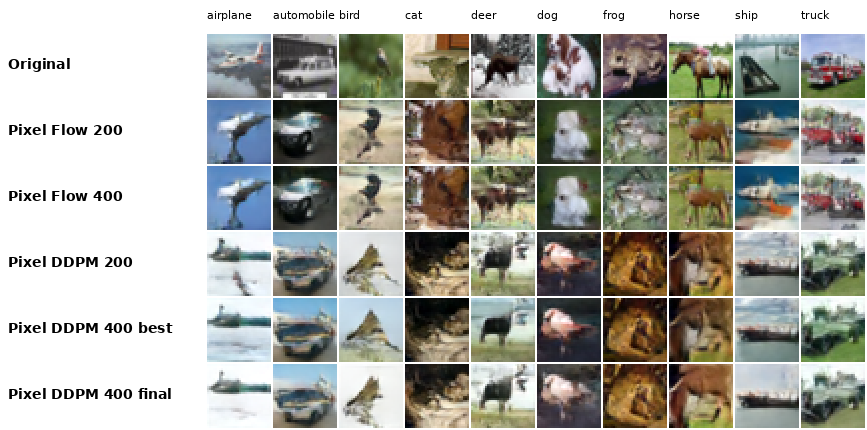 airplane automobile bird cat deer dog frog horse ship truck
Original
Pixel Flow 200
Pixel Flow 400
Pixel DDPM 200
Pixel DDPM 400 best
Pixel DDPM 400 final